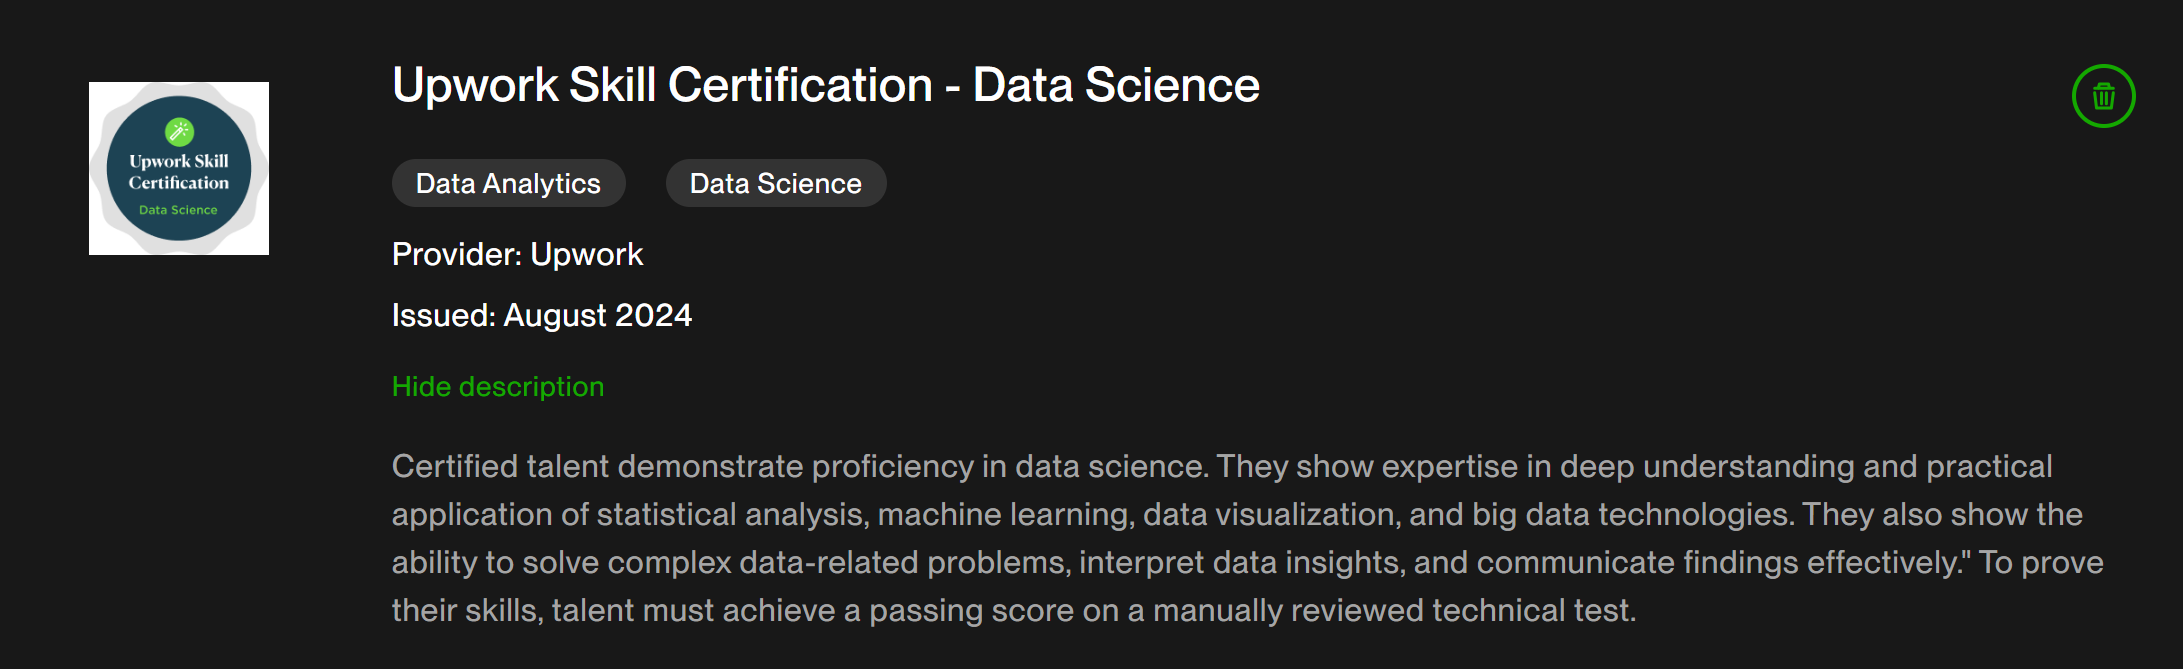 Upwork Skill Certification - Data Science
Upwork Skill
Certification
Data Science
Data Analytics
Data Science
Provider: Upwork
Issued: August 2024
Hide description
Certified talent demonstrate proficiency in data science. They show expertise in deep understanding and practical
application of statistical analysis, machine learning, data visualization, and big data technologies. They also show the
ability to solve complex data-related problems, interpret data insights, and communicate findings effectively." To prove
their skills, talent must achieve a passing score on a manually reviewed technical test.